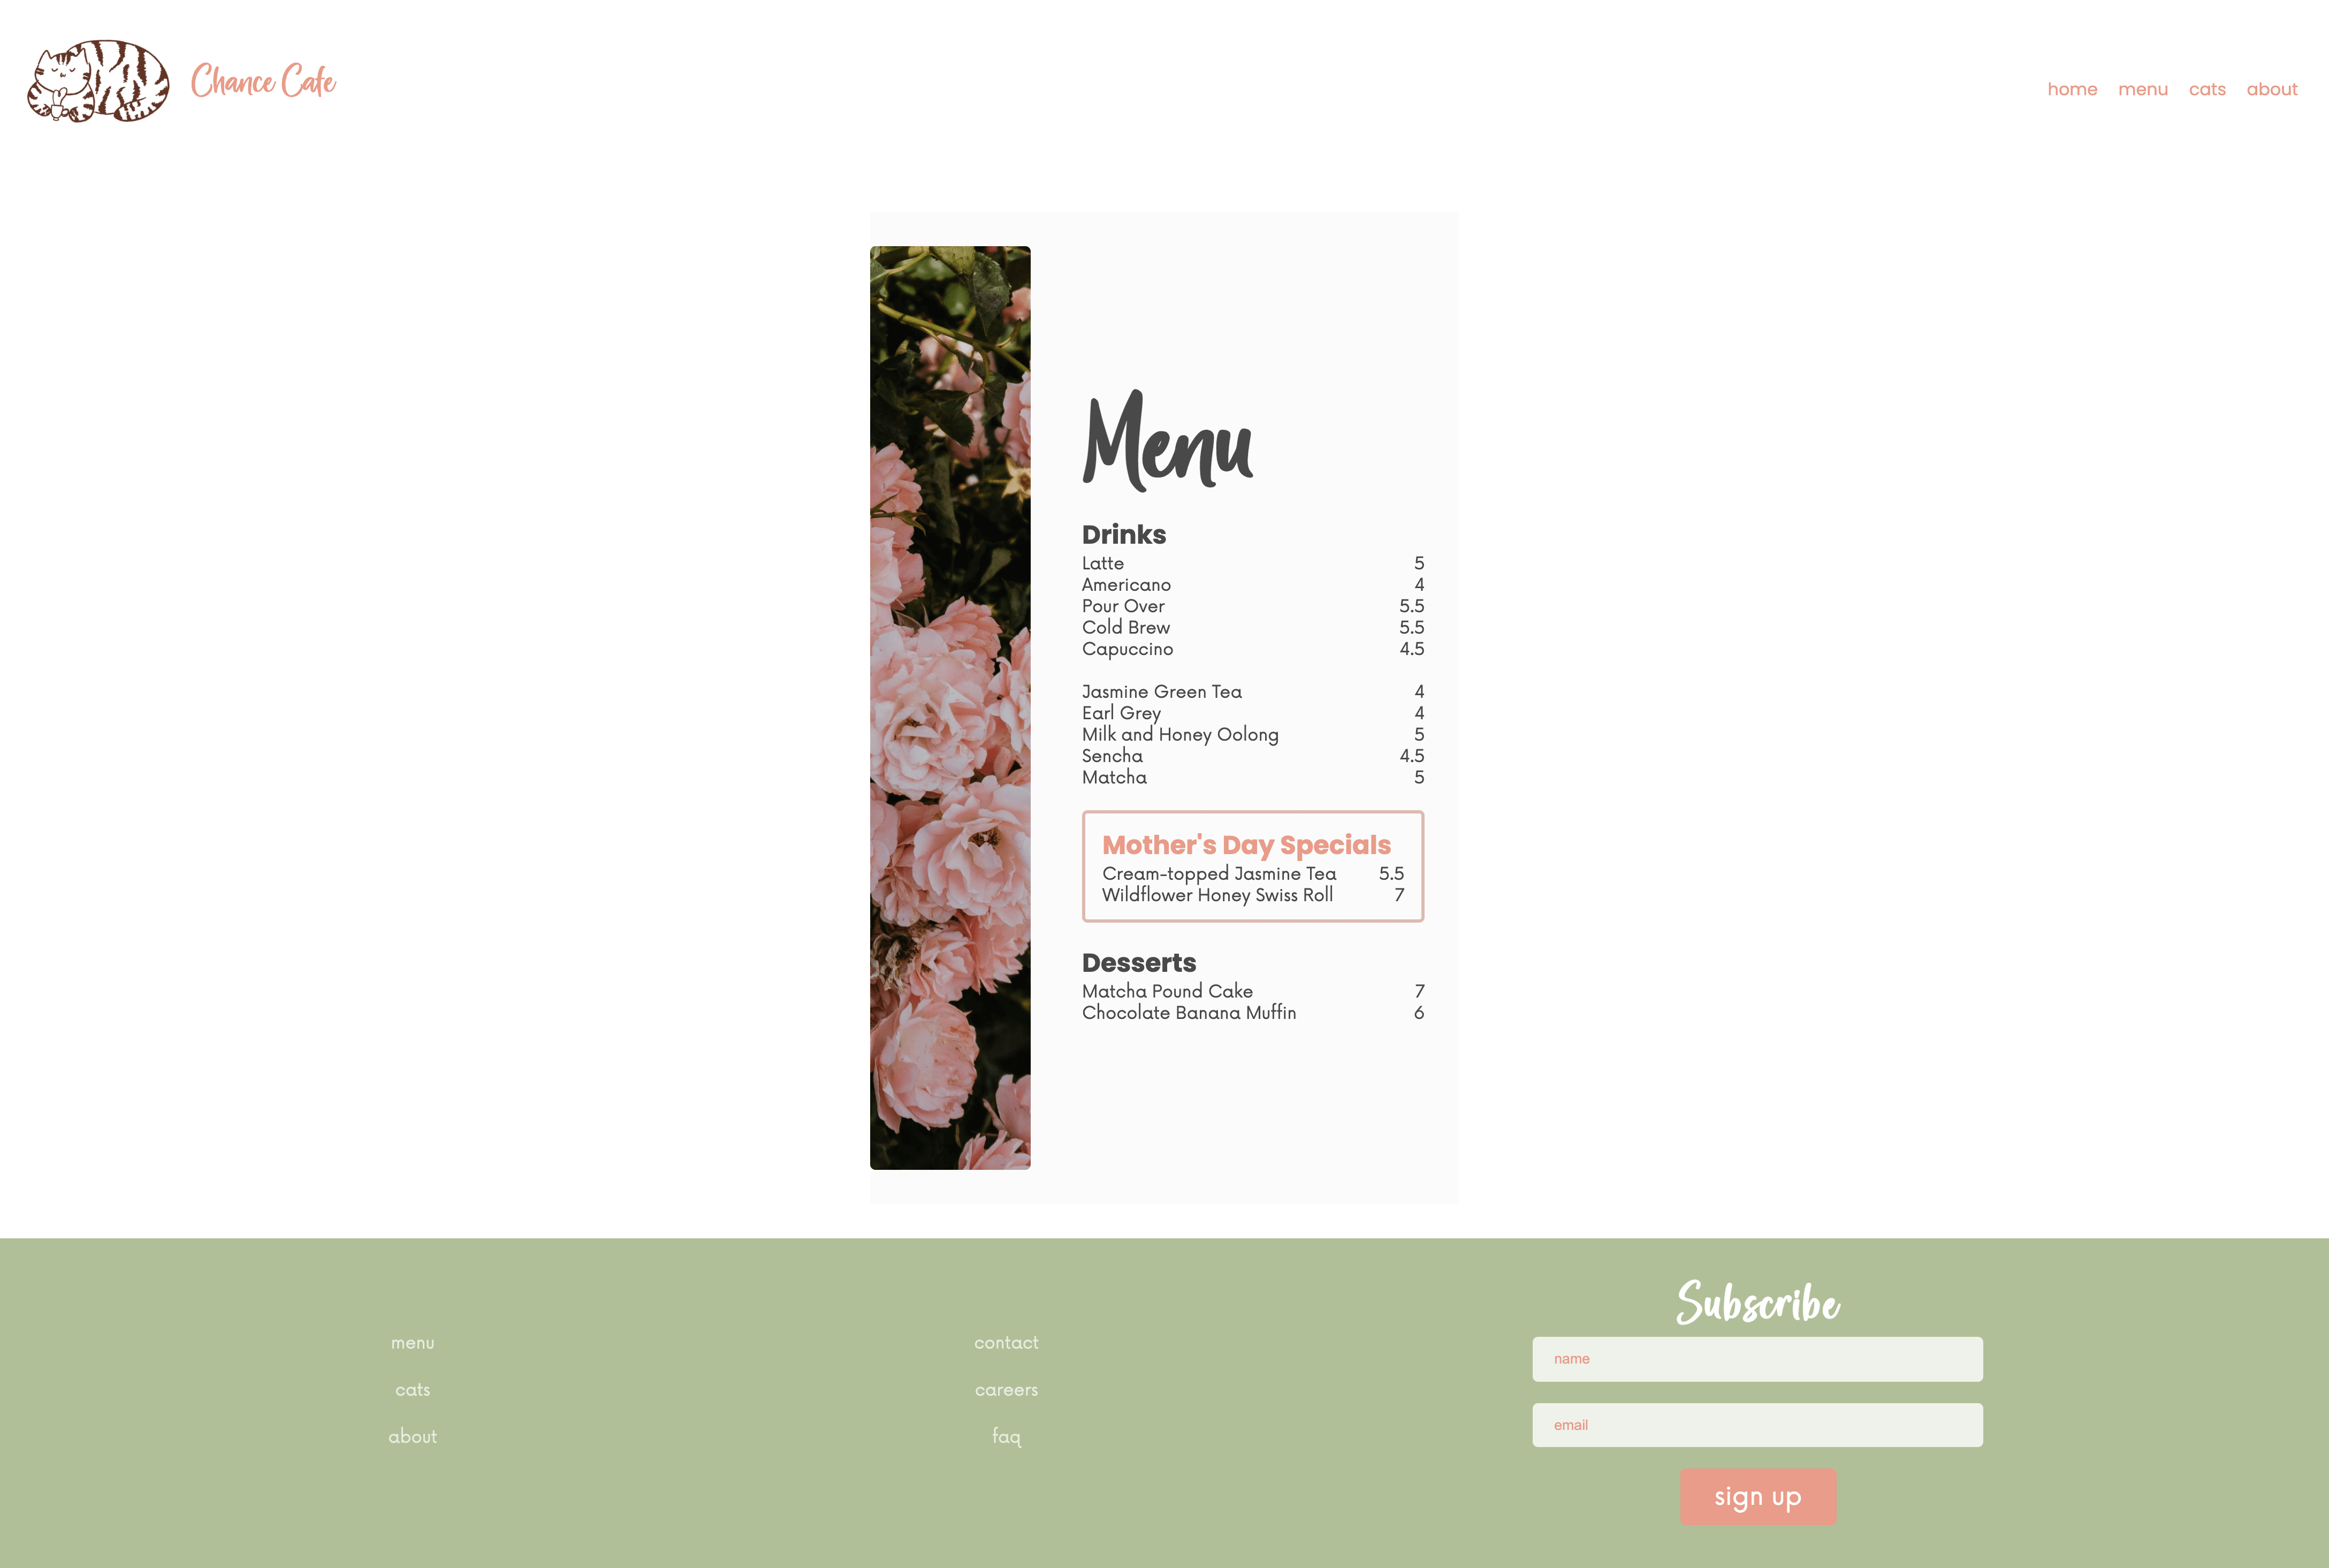 Chance Cafe
home menu cats about
Menu
Drinks
Latte 5
Americano 4
Pour Over 5.5
Cold Brew 5.5
Capuccino 4.5
Jasmine Green Tea 4
Earl Grey 4
Milk and Honey Oolong 5
Sencha 4.5
Matcha 5
Mother's Day Specials
Cream-topped Jasmine Tea 5.5
Wildflower Honey Swiss Roll 7
Desserts
Matcha Pound Cake 7
Chocolate Banana Muffin 6
menu
cats
about
contact
careers
faq
Subscribe
name
email
sign up